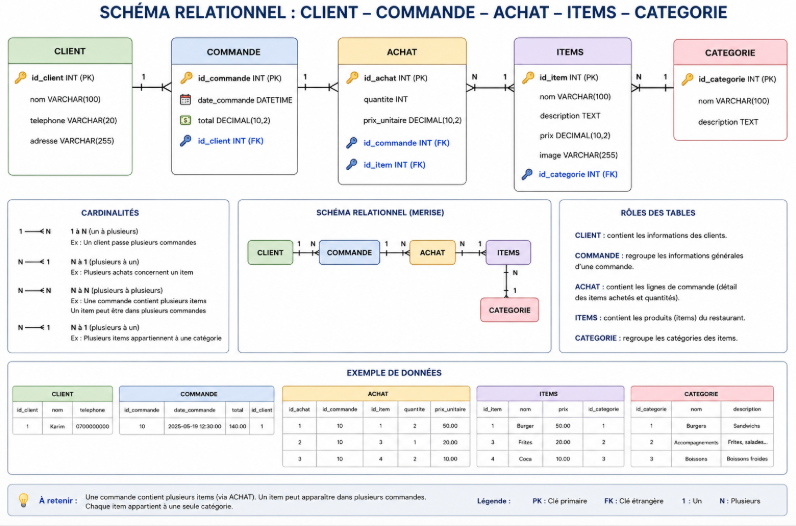 SCHÉMA RELATIONNEL : CLIENT – COMMANDE – ACHAT – ITEMS – CATEGORIE
CLIENT
id_client INT (PK)
nom VARCHAR(100)
telephone VARCHAR(20)
adresse VARCHAR(255)
1
COMMANDE
id_commande INT (PK)
date_commande DATETIME
total DECIMAL(10,2)
id_client INT (FK)
1
ACHAT
id_achat INT (PK)
quantite INT
prix_unitaire DECIMAL(10,2)
id_commande INT (FK)
id_item INT (FK)
N 1
ITEMS
id_item INT (PK)
nom VARCHAR(100)
description TEXT
prix DECIMAL(10,2)
image VARCHAR(255)
id_categorie INT (FK)
N 1
CATEGORIE
id_categorie INT (PK)
nom VARCHAR(100)
description TEXT
CARDINALITÉS
1 N 1 à N (un à plusieurs)
Ex : Un client passe plusieurs commandes
N 1 N à 1 (plusieurs à un)
Ex : Plusieurs achats concernent un item
N N N à N (plusieurs à plusieurs)
Ex : Une commande contient plusieurs items
Un item peut être dans plusieurs commandes
N 1 N à 1 (plusieurs à un)
Ex : Plusieurs items appartiennent à une catégorie
SCHÉMA RELATIONNEL (MERISE)
CLIENT 1 N COMMANDE 1 N ACHAT N 1 ITEMS
N
1
CATEGORIE
RÔLES DES TABLES
CLIENT : contient les informations des clients.
COMMANDE : regroupe les informations générales
d'une commande.
ACHAT : contient les lignes de commande (détail
des items achetés et quantités).
ITEMS : contient les produits (items) du restaurant.
CATEGORIE : regroupe les catégories des items.
EXEMPLE DE DONNÉES
CLIENT
id_client nom telephone
1 Karim 0700000000
COMMANDE
id_commande date_commande total id_client
10 2025-05-19 12:30:00 140.00 1
ACHAT
id_achat id_commande id_item quantite prix_unitaire
1 10 1 2 50.00
2 10 3 1 20.00
3 10 4 2 10.00
ITEMS
id_item nom prix id_categorie
1 Burger 50.00 1
3 Frites 20.00 2
4 Coca 10.00 3
CATEGORIE
id_categorie nom description
1 Burgers Sandwichs
2 Accompagnements Frites, salades...
3 Boissons Boissons froides
À retenir : Une commande contient plusieurs items (via ACHAT). Un item peut apparaître dans plusieurs commandes.
Chaque item appartient à une seule catégorie.
Légende : PK : Clé primaire FK : Clé étrangère 1 : Un N : Plusieurs